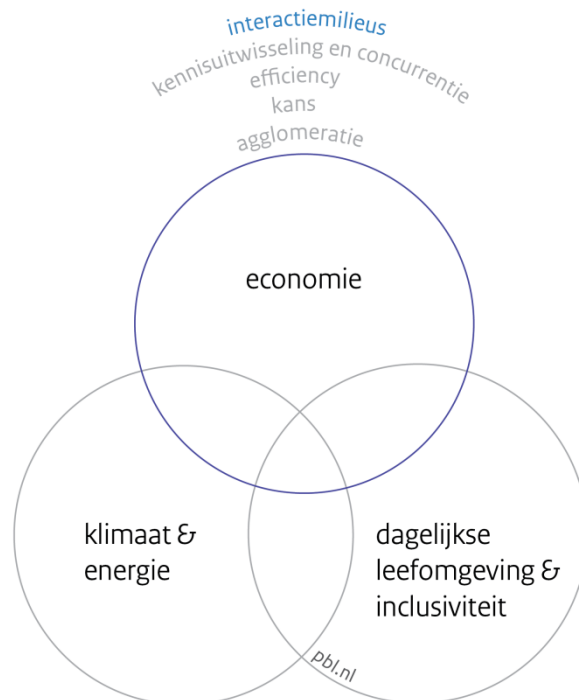 interactiemilieus
kennisuitwisseling en concurrentie
efficiency
kans
agglomeratie
economie
klimaat &
energie
dagelijkse
leefomgeving &
inclusiviteit
pbl.nl